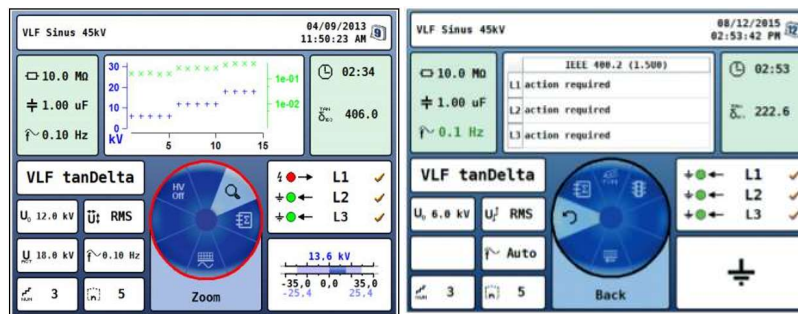 VLF Sinus 45kV
04/09/2013
11:50:23 AM
9
10.0 MΩ
1.00 uF
0.10 Hz
30
20
10
0
kV
5 10 15
1e-01
1e-02
02:34
406.0
VLF tanDelta
U₀ 12.0 kV
RMS
18.0 kV
0.10 Hz
3
5
HV
Off
Zoom
L1
L2
L3
13.6 kV
-35,0 0,0 35,0
-25,4 25,4
VLF Sinus 45kV
08/12/2015
02:53:42 PM
12
10.0 MΩ
1.00 uF
0.1 Hz
IEEE 400.2 (1.5U0)
L1 action required
L2 action required
L3 action required
02:53
222.6
VLF tanDelta
U₀ 6.0 kV
RMS
Auto
3
5
Back
L1
L2
L3